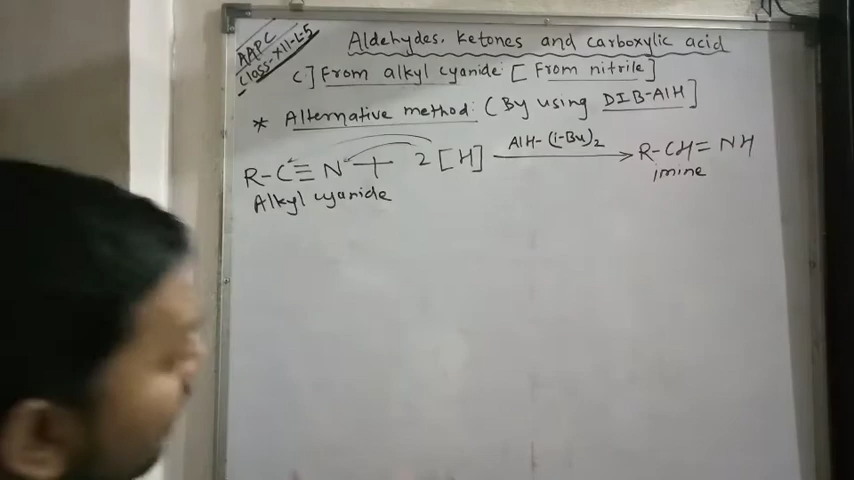 AAPC
Class-XII-L-5
Aldehydes, ketones and carboxylic acid
C] From alkyl cyanide [From nitrile]
* Alternative method: (By using DIB-AlH]
R-C≡N + 2[H] AlH-(i-Bu)2 → R-CH=NH
Alkyl cyanide imine